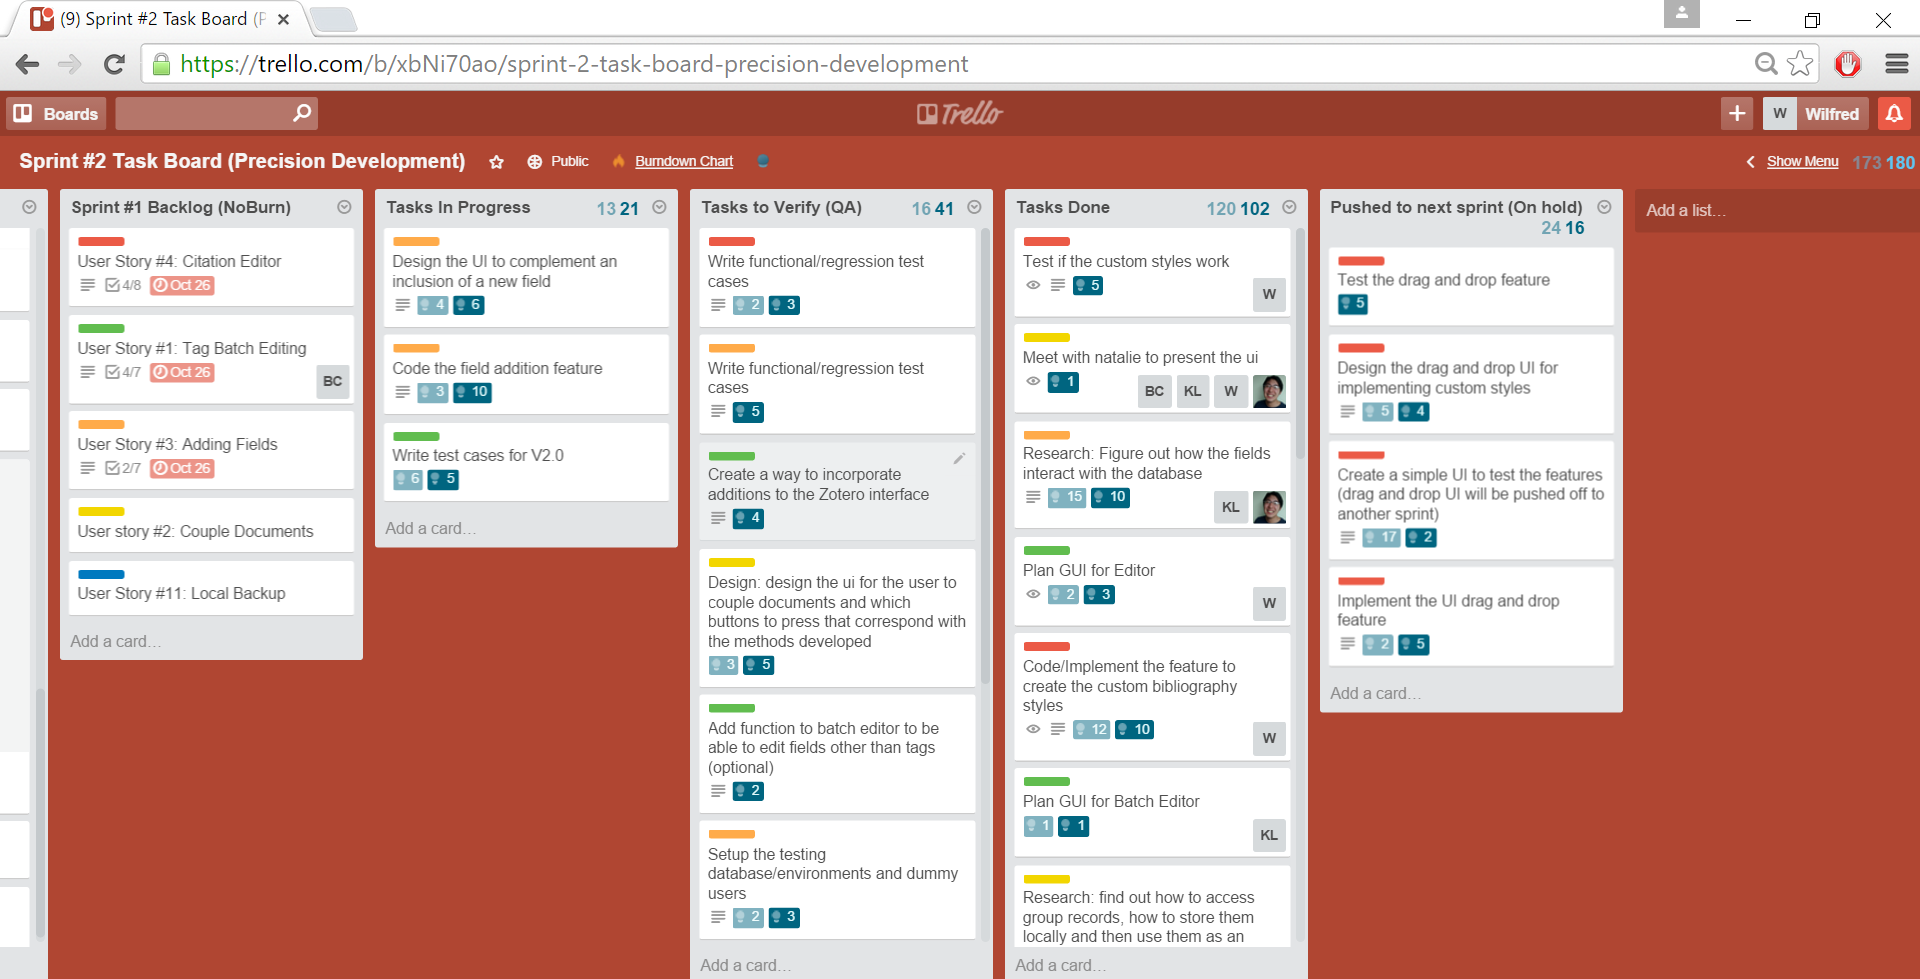 (9) Sprint #2 Task Board (P
https://trello.com/b/xbNi70ao/sprint-2-task-board-precision-development
Boards
Trello
W Wilfred
Sprint #2 Task Board (Precision Development)
Public
Burndown Chart
Show Menu
173 180
Sprint #1 Backlog (NoBurn)
User Story #4: Citation Editor
4/8 Oct 26
User Story #1: Tag Batch Editing
4/7 Oct 26
BC
User Story #3: Adding Fields
2/7 Oct 26
User story #2: Couple Documents
User Story #11: Local Backup
Add a card...
Tasks In Progress
13 21
Design the UI to complement an
inclusion of a new field
4 6
Code the field addition feature
3 10
Write test cases for V2.0
6 5
Add a card...
Tasks to Verify (QA)
16 41
Write functional/regression test
cases
2 3
Write functional/regression test
cases
5
Create a way to incorporate
additions to the Zotero interface
4
Design: design the ui for the user to
couple documents and which
buttons to press that correspond with
the methods developed
3 5
Add function to batch editor to be
able to edit fields other than tags
(optional)
2
Setup the testing
database/environments and dummy
users
2 3
Add a card...
Tasks Done
120 102
Test if the custom styles work
5
W
Meet with natalie to present the ui
1
BC KL W
Research: Figure out how the fields
interact with the database
15 10
KL
Plan GUI for Editor
2 3
W
Code/Implement the feature to
create the custom bibliography
styles
12 10
W
Plan GUI for Batch Editor
1 1
KL
Research: find out how to access
group records, how to store them
locally and then use them as an
Add a card...
Pushed to next sprint (On hold)
24 16
Test the drag and drop feature
5
Design the drag and drop UI for
implementing custom styles
5 4
Create a simple UI to test the features
(drag and drop UI will be pushed off to
another sprint)
17 2
Implement the UI drag and drop
feature
2 5
Add a card...
Add a list...